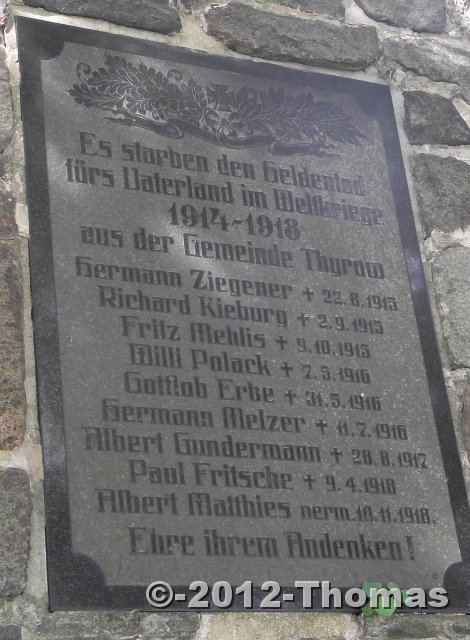 Es starben den Heldentod
fürs Vaterland im Weltkriege
1914-1918
aus der Gemeinde Thyrow
Hermann Ziegener + 22.8.1915
Richard Kieburg + 2.9.1915
Fritz Mehlis + 9.10.1915
Willi Polack + 7.5.1916
Gottlob Erbe + 31.5.1916
Hermann Melzer + 11.7.1916
Albert Gundermann + 28.8.1917
Paul Fritsche + 9.4.1918
Albert Matthies verm. 10.11.1918.
Ehre ihrem Andenken!
©-2012-Thomas